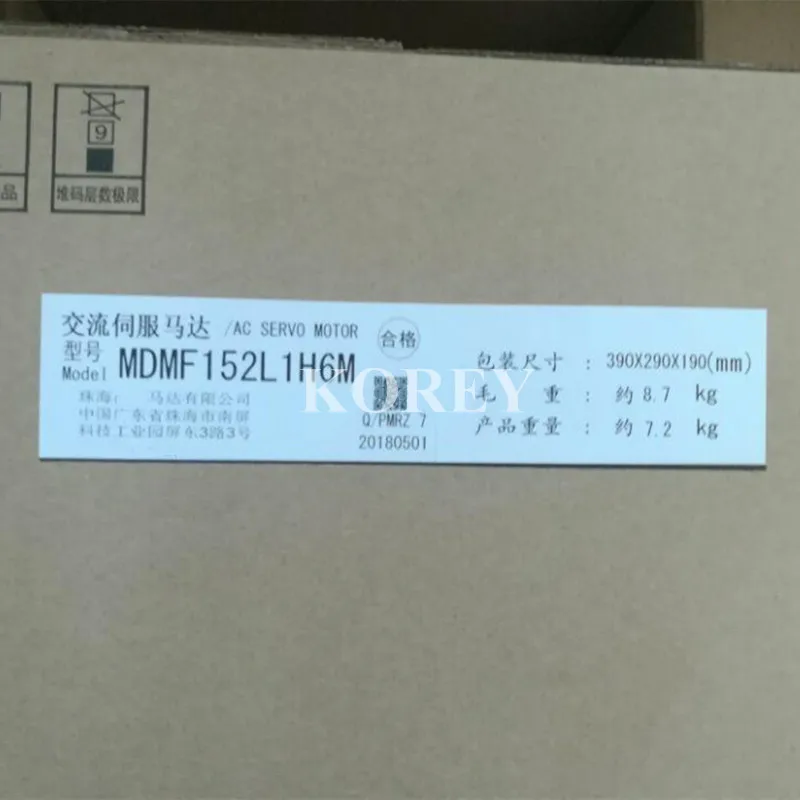 品
9
堆码层数极限
交流伺服马达 /AC SERVO MOTOR 合格
型号
Model MDMF152L1H6M
珠海 马达有限公司
中国广东省珠海市南屏
科技工业园屏东3路3号
Q/PMRZ 7
20180501
包装尺寸 : 390X290X190(mm)
毛 重 : 约 8.7 kg
产品重量 : 约 7.2 kg
KOREY